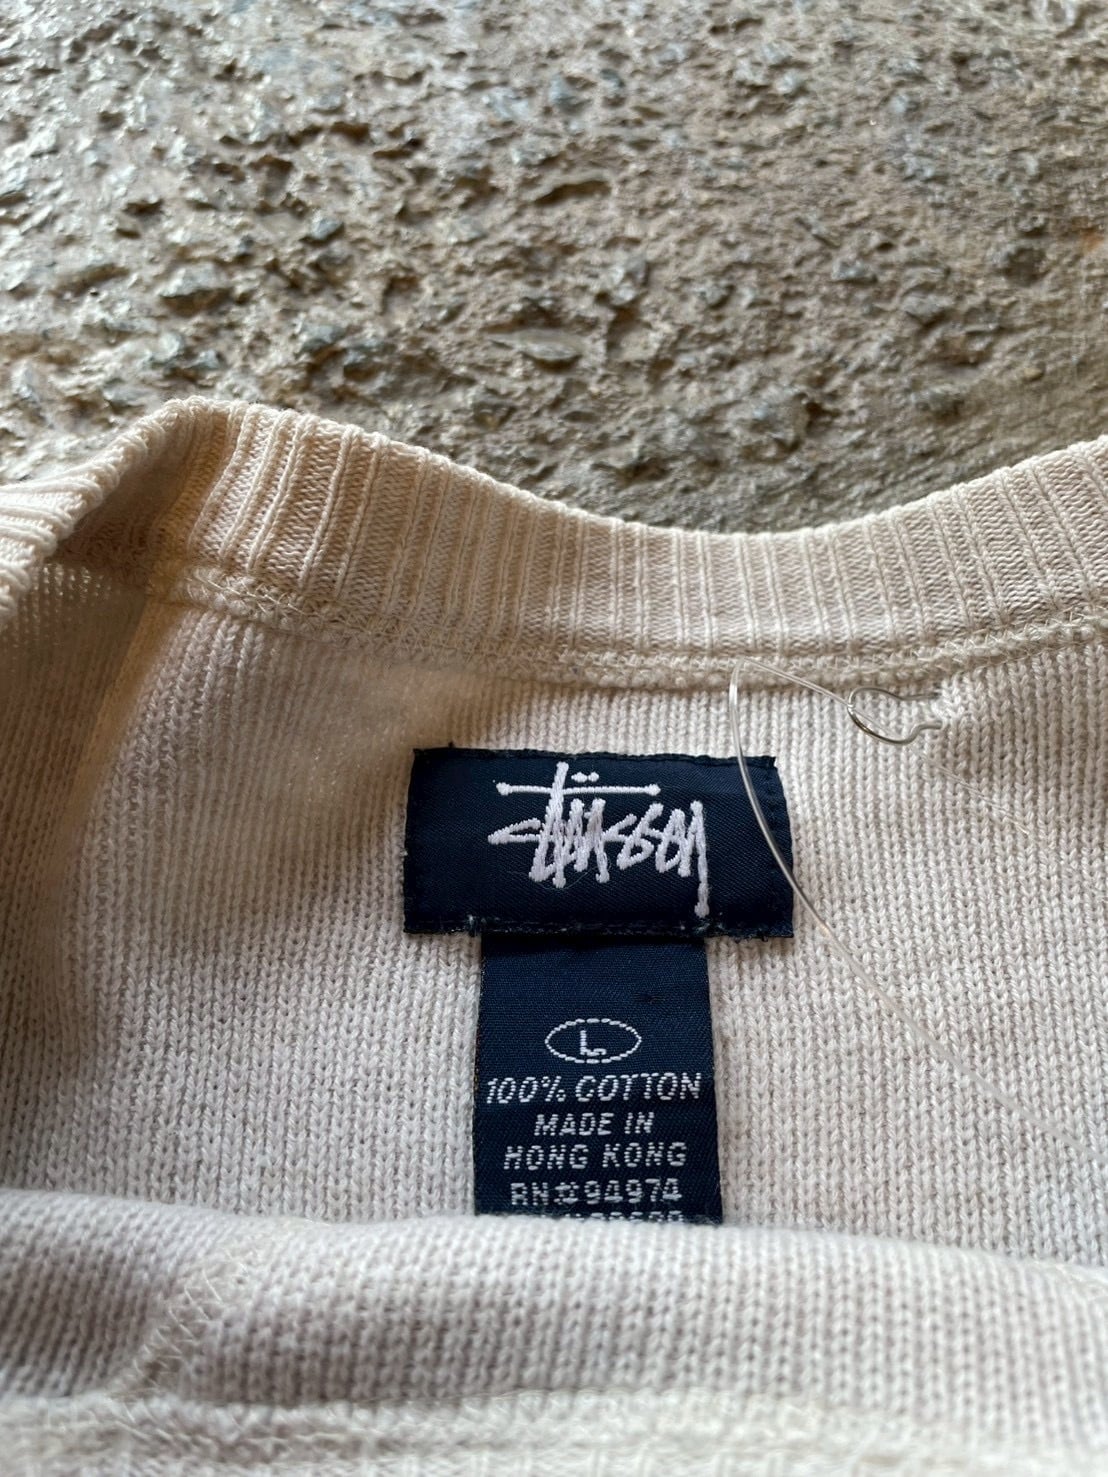 Stüssy
L
100% COTTON
MADE IN
HONG KONG
RN#94974